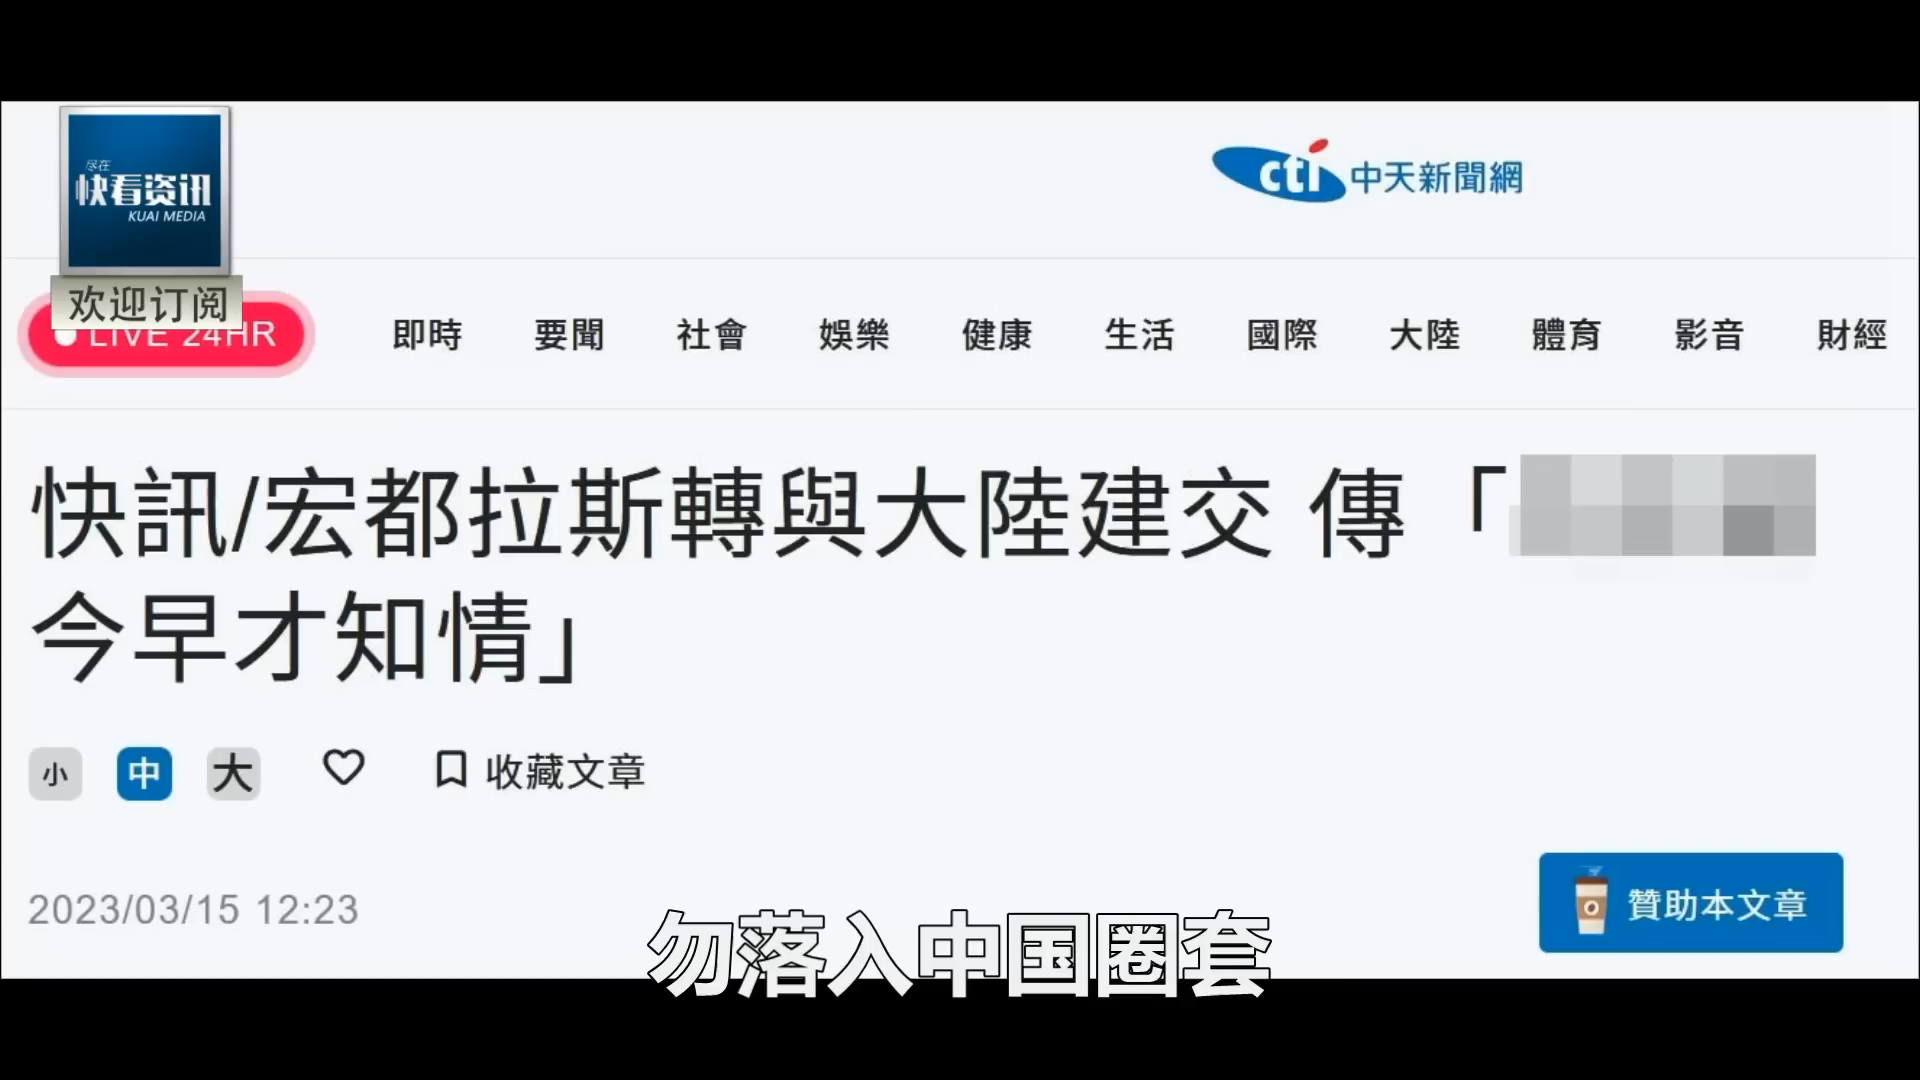 尽在
快看资讯
KUAI MEDIA
欢迎订阅
cti 中天新聞網
LIVE 24HR
即時 要聞 社會 娛樂 健康 生活 國際 大陸 體育 影音 財經
快訊/宏都拉斯轉與大陸建交 傳「
今早才知情」
小 中 大 收藏文章
2023/03/15 12:23
贊助本文章
勿落入中国圈套